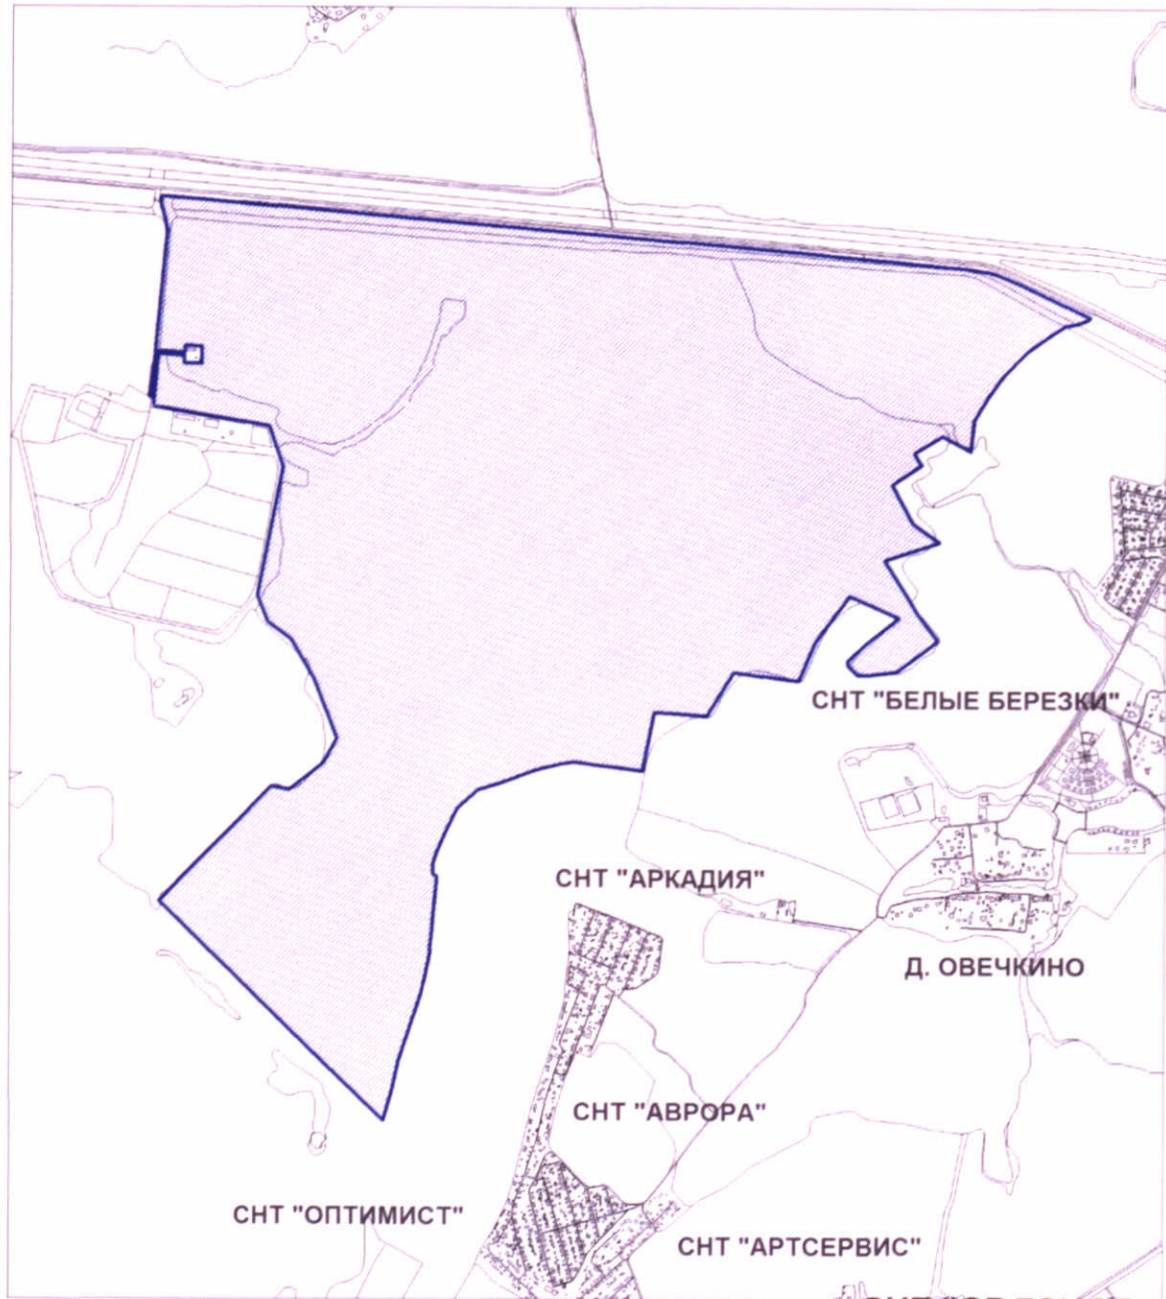 СНТ "БЕЛЫЕ БЕРЕЗКИ"
СНТ "АРКАДИЯ"
Д. ОВЕЧКИНО
СНТ "АВРОРА"
СНТ "ОПТИМИСТ"
СНТ "АРТСЕРВИС"